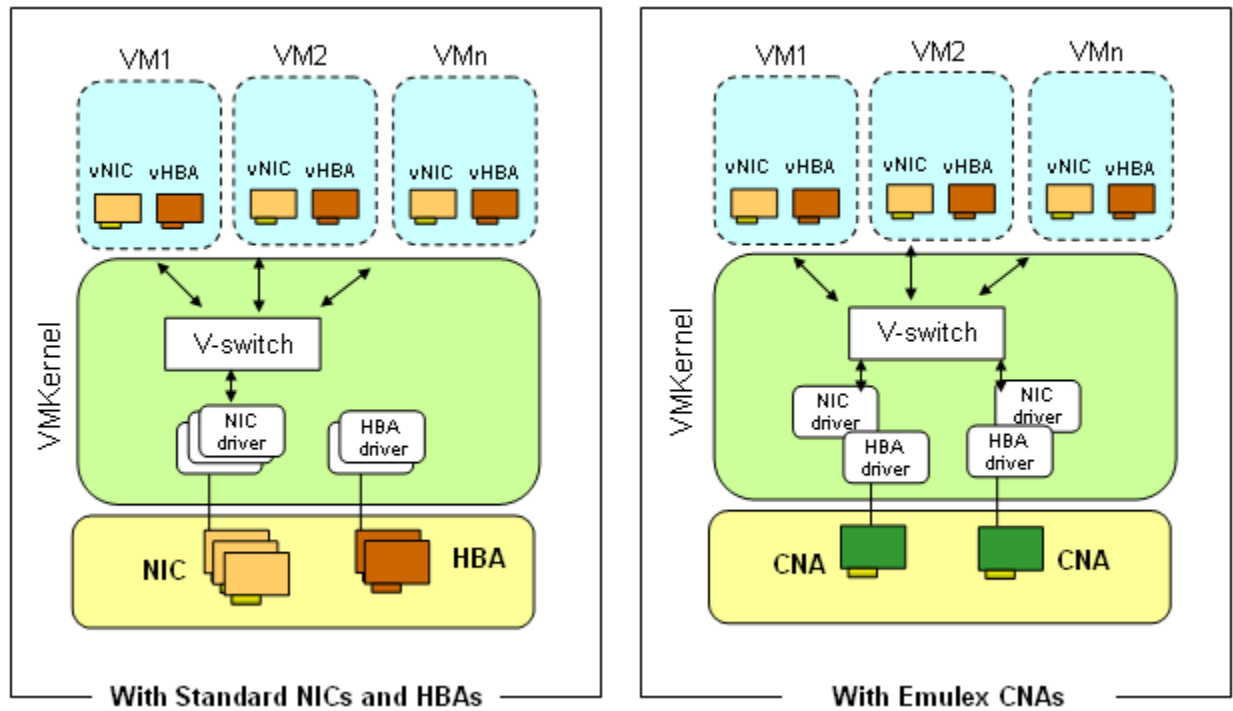 VM1
VM2
VMn
vNIC
vHBA
vNIC
vHBA
vNIC
vHBA
VMKernel
V-switch
NIC
driver
HBA
driver
NIC
HBA
With Standard NICs and HBAs
VM1
VM2
VMn
vNIC
vHBA
vNIC
vHBA
vNIC
vHBA
VMKernel
V-switch
NIC
driver
NIC
driver
HBA
driver
HBA
driver
CNA
CNA
With Emulex CNAs